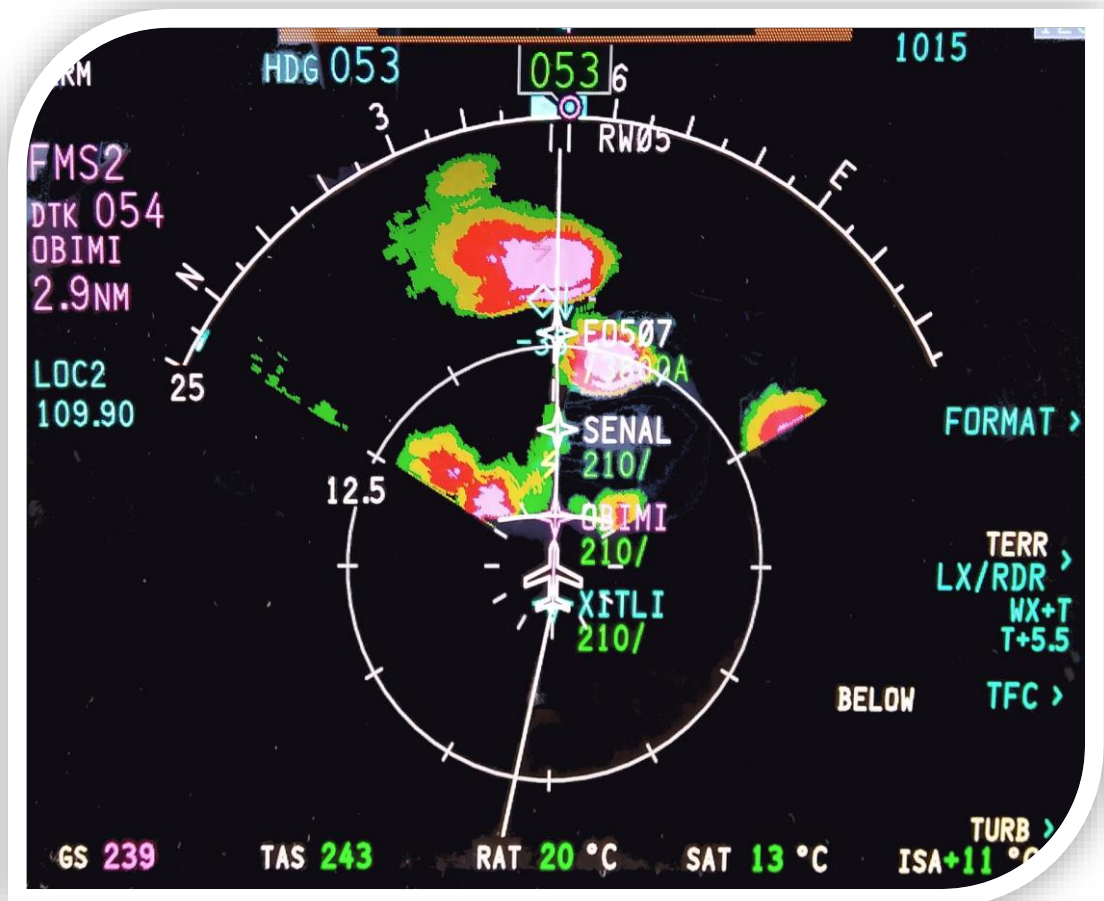 RM
HDG 053
053
1015
3
6
RW05
E
N
FMS2
DTK 054
OBIMI
2.9NM
25
LOC2
109.90
EO507
SENAL
210/
12.5
FORMAT >
OBIMI
210/
TERR >
LX/RDR
WX+T
T+5.5
XITLI
210/
BELOW
TFC >
TURB >
GS 239
TAS 243
RAT 20 °C
SAT 13 °C
ISA+11 °C